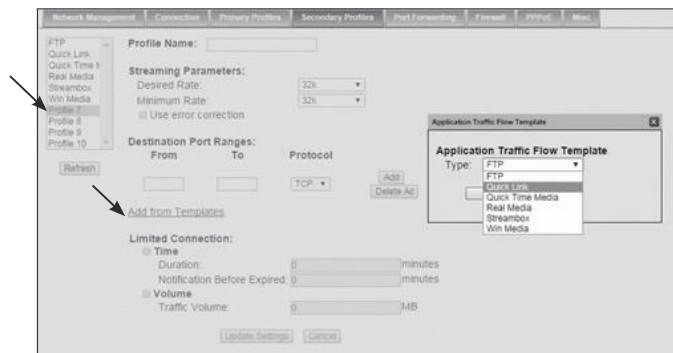 Network Management Connection Primary Profiles Secondary Profiles Port Forwarding Firewall PPPoE Misc
FTP
Quick Link
Quick Time M
Real Media
Streambox
Win Media
Profile 7
Profile 8
Profile 9
Profile 10
Refresh
Profile Name:
Streaming Parameters:
Desired Rate: 32k
Minimum Rate: 32k
Use error correction
Destination Port Ranges:
From To Protocol
TCP
Add
Delete All
Add from Templates
Limited Connection:
Time
Duration: 0 minutes
Notification Before Expired: 0 minutes
Volume
Traffic Volume: 0 MB
Update Settings Cancel
Application Traffic Flow Template X
Application Traffic Flow Template
Type: FTP
FTP
Quick Link
Quick Time Media
Real Media
Streambox
Win Media